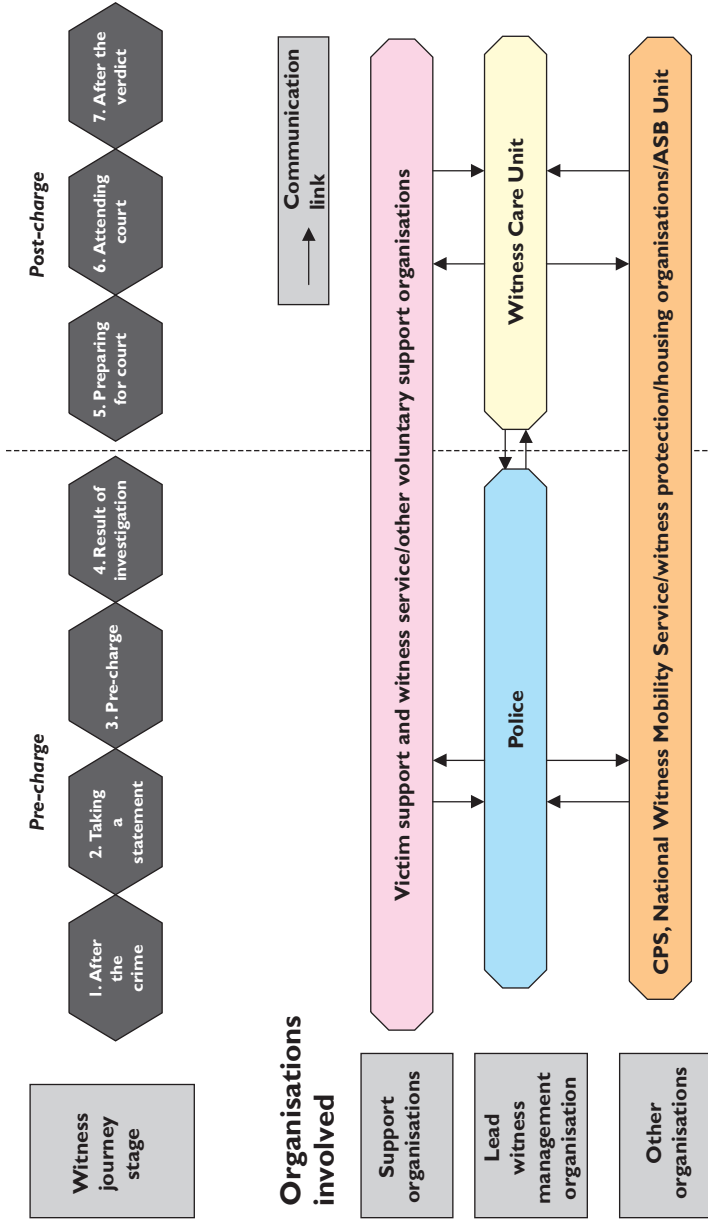 Witness
journey
stage
Pre-charge
Post-charge
1. After
the
crime
2. Taking
a
statement
3. Pre-charge
4. Result of
investigation
5. Preparing
for court
6. Attending
court
7. After the
verdict
Organisations
involved
Communication
link
Support
organisations
Victim support and witness service/other voluntary support organisations
Lead
witness
management
organisation
Police
Witness Care Unit
Other
organisations
CPS, National Witness Mobility Service/witness protection/housing organisations/ASB Unit